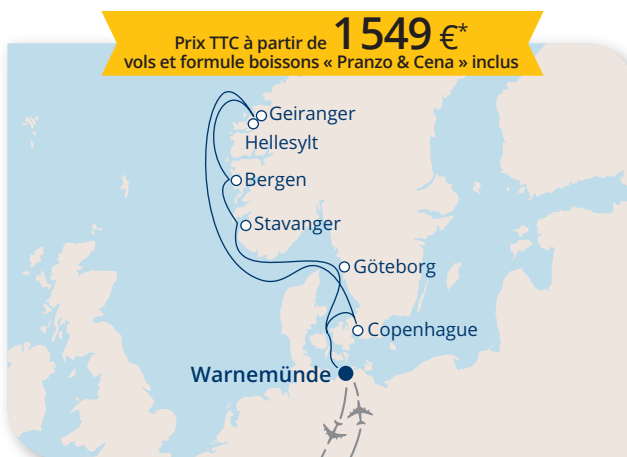 Prix TTC à partir de 1 549 €*
vols et formule boissons « Pranzo & Cena » inclus
Geiranger
Hellesylt
Bergen
Stavanger
Göteborg
Copenhague
Warnemünde